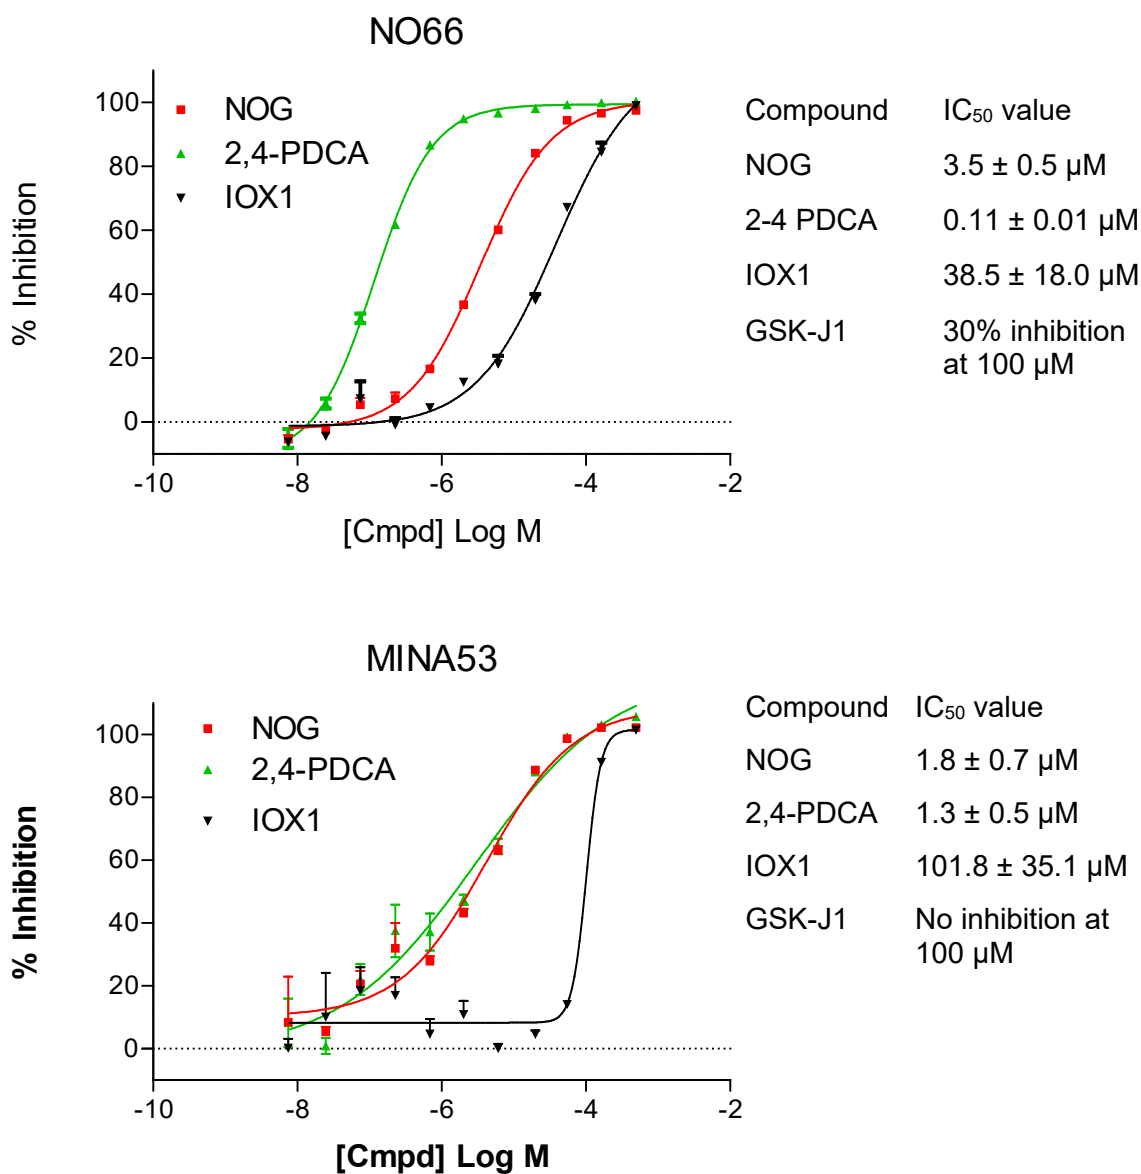 NO66
NOG
2,4-PDCA
IOX1
100
80
60
40
20
0
% Inhibition
-10
-8
-6
-4
-2
[Cmpd] Log M
Compound IC₅₀ value
NOG 3.5 ± 0.5 µM
2-4 PDCA 0.11 ± 0.01 µM
IOX1 38.5 ± 18.0 µM
GSK-J1 30% inhibition
at 100 µM
MINA53
NOG
2,4-PDCA
IOX1
100
80
60
40
20
0
% Inhibition
-10
-8
-6
-4
-2
[Cmpd] Log M
Compound IC₅₀ value
NOG 1.8 ± 0.7 µM
2,4-PDCA 1.3 ± 0.5 µM
IOX1 101.8 ± 35.1 µM
GSK-J1 No inhibition at
100 µM